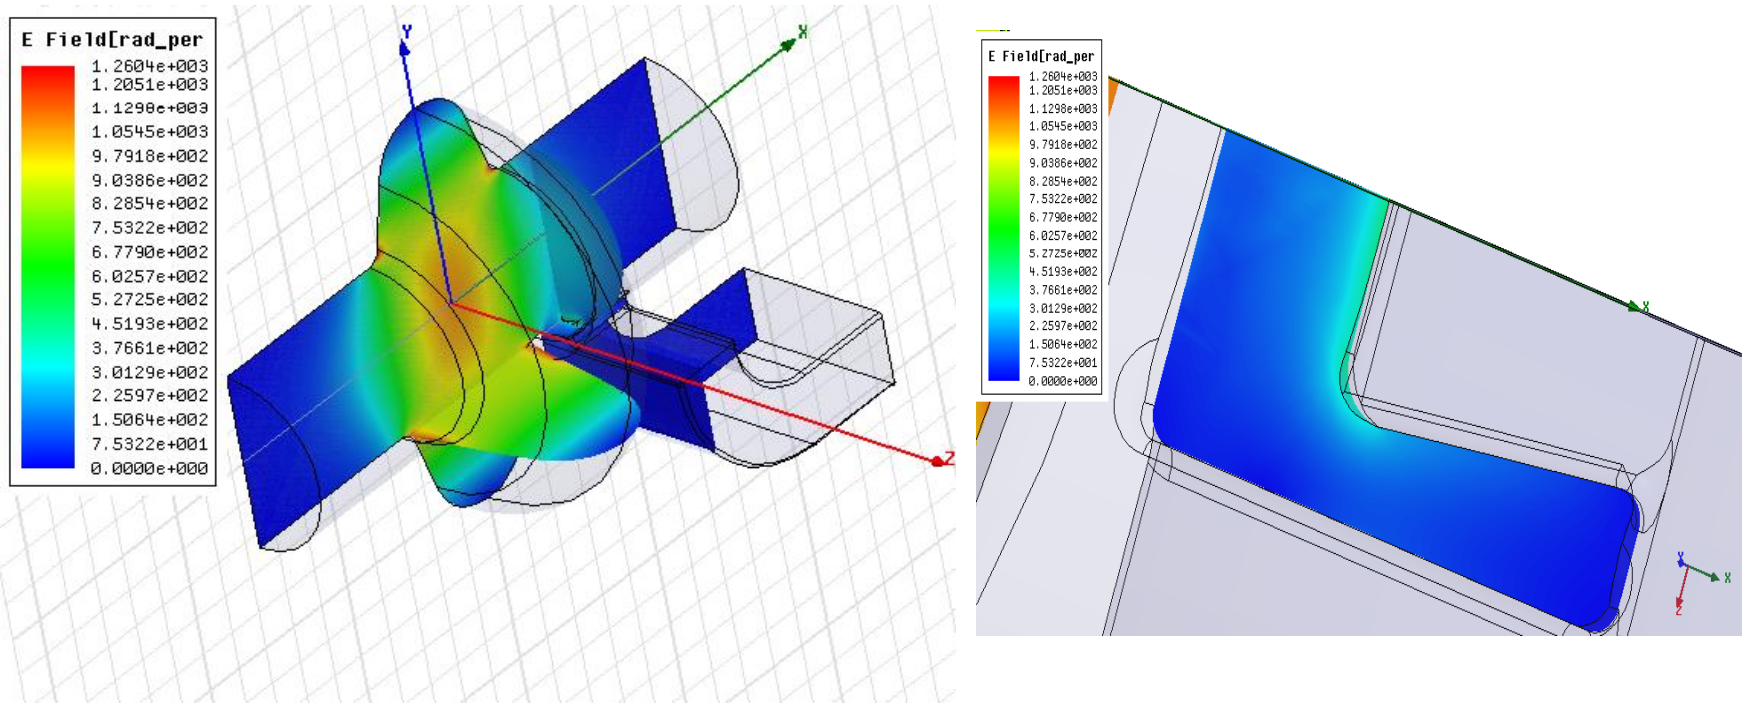 E Field[rad_per
1.2604e+003
1.2051e+003
1.1298e+003
1.0545e+003
9.7918e+002
9.0386e+002
8.2854e+002
7.5322e+002
6.7790e+002
6.0257e+002
5.2725e+002
4.5193e+002
3.7661e+002
3.0129e+002
2.2597e+002
1.5064e+002
7.5322e+001
0.0000e+000
Y
X
Z
E Field[rad_per
1.2604e+003
1.2051e+003
1.1298e+003
1.0545e+003
9.7918e+002
9.0386e+002
8.2854e+002
7.5322e+002
6.7790e+002
6.0257e+002
5.2725e+002
4.5193e+002
3.7661e+002
3.0129e+002
2.2597e+002
1.5064e+002
7.5322e+001
0.0000e+000
X
Y
X
Z